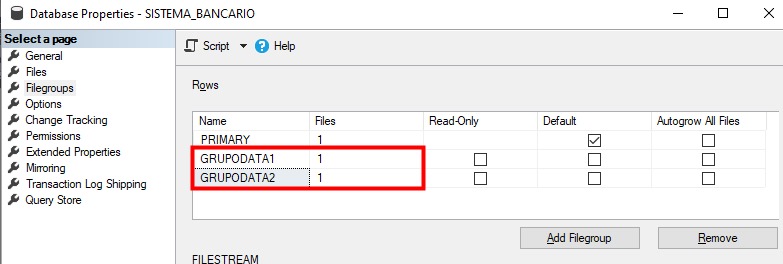 Database Properties - SISTEMA_BANCARIO
Select a page
General
Files
Filegroups
Options
Change Tracking
Permissions
Extended Properties
Mirroring
Transaction Log Shipping
Query Store
Script Help
Rows
Name Files Read-Only Default Autogrow All Files
PRIMARY 1
GRUPODATA1 1
GRUPODATA2 1
Add Filegroup Remove
FILESTREAM